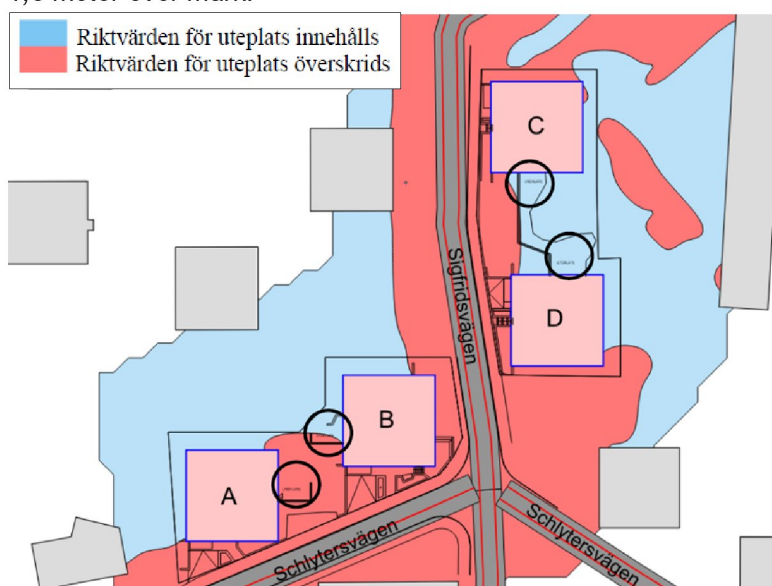 Riktvärden för uteplats innehålls
Riktvärden för uteplats överskrids
C
Sigfridsvägen
D
B
A
Schlytersvägen
Schlytersvägen